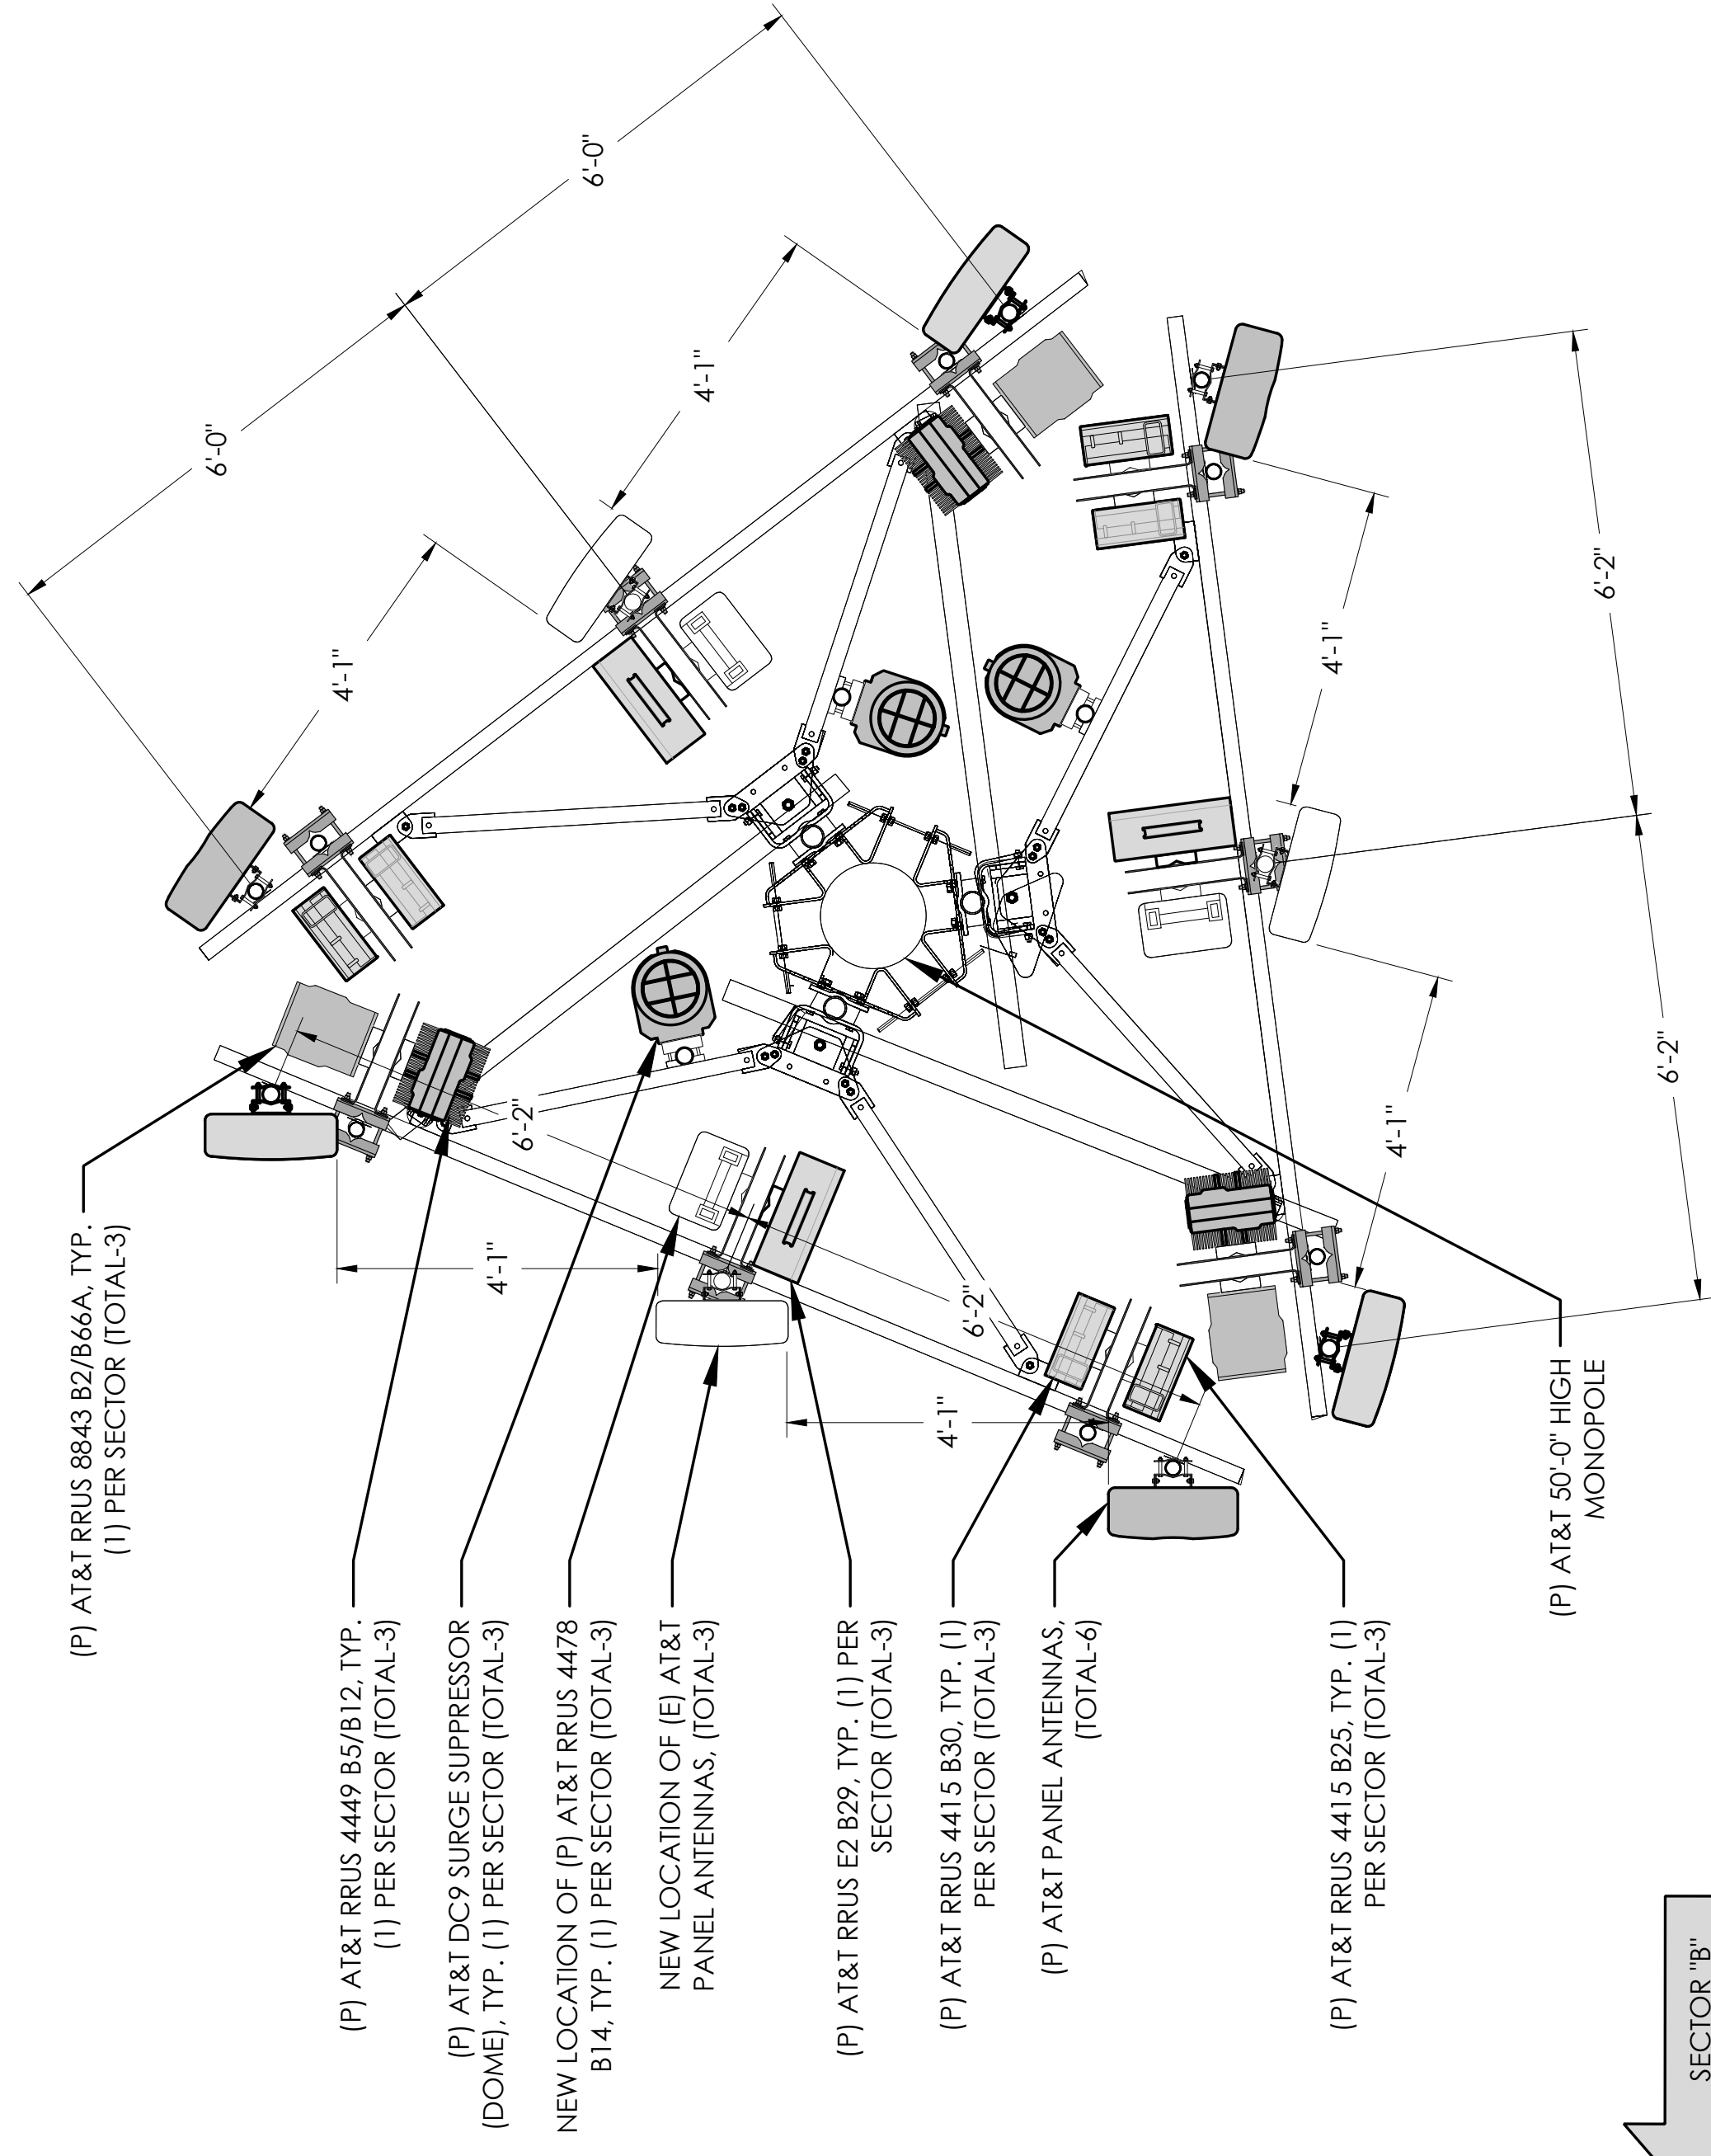 (P) AT&T RRUS 8843 B2/B66A, TYP.
(1) PER SECTOR (TOTAL-3)
(P) AT&T RRUS 4449 B5/B12, TYP.
(1) PER SECTOR (TOTAL-3)
(P) AT&T DC9 SURGE SUPPRESSOR
(DOME), TYP. (1) PER SECTOR (TOTAL-3)
NEW LOCATION OF (P) AT&T RRUS 4478
B14, TYP. (1) PER SECTOR (TOTAL-3)
NEW LOCATION OF (E) AT&T
PANEL ANTENNAS, (TOTAL-3)
(P) AT&T RRUS E2 B29, TYP. (1) PER
SECTOR (TOTAL-3)
(P) AT&T RRUS 4415 B30, TYP. (1)
PER SECTOR (TOTAL-3)
(P) AT&T PANEL ANTENNAS,
(TOTAL-6)
(P) AT&T RRUS 4415 B25, TYP. (1)
PER SECTOR (TOTAL-3)
(P) AT&T 50'-0" HIGH
MONOPOLE
6'-0"
6'-0"
4'-1"
4'-1"
6'-2"
6'-2"
4'-1"
4'-1"
6'-2"
6'-2"
4'-1"
4'-1"
SECTOR "B"